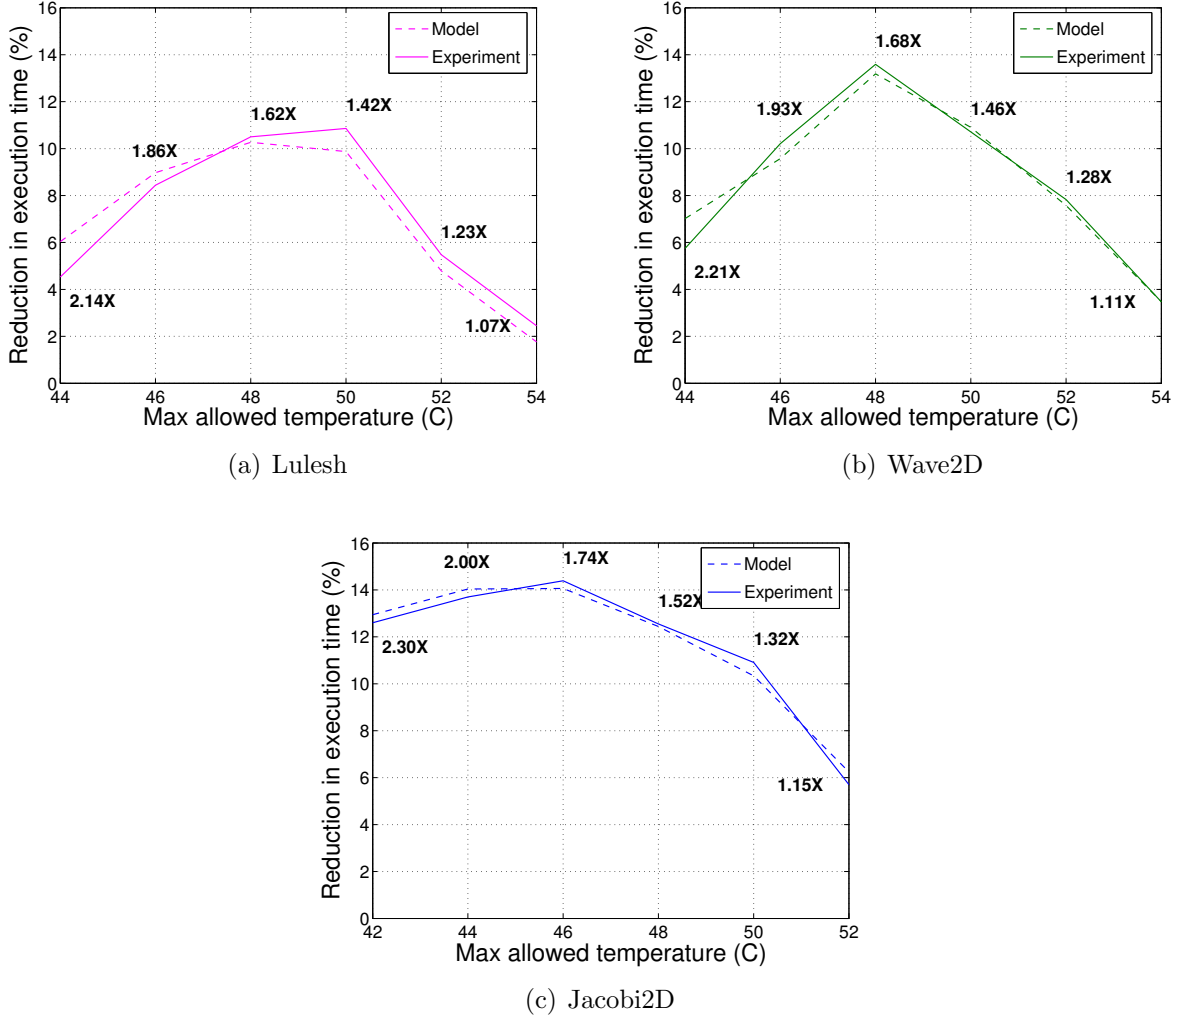 Reduction in execution time (%)
16
14
12
10
8
6
4
2
0
Model
Experiment
2.14X
1.86X
1.62X
1.42X
1.23X
1.07X
44 46 48 50 52 54
Max allowed temperature (C)
(a) Lulesh
Reduction in execution time (%)
16
14
12
10
8
6
4
2
0
Model
Experiment
2.21X
1.93X
1.68X
1.46X
1.28X
1.11X
44 46 48 50 52 54
Max allowed temperature (C)
(b) Wave2D
Reduction in execution time (%)
16
14
12
10
8
6
4
2
0
Model
Experiment
2.30X
2.00X
1.74X
1.52X
1.32X
1.15X
42 44 46 48 50 52
Max allowed temperature (C)
(c) Jacobi2D